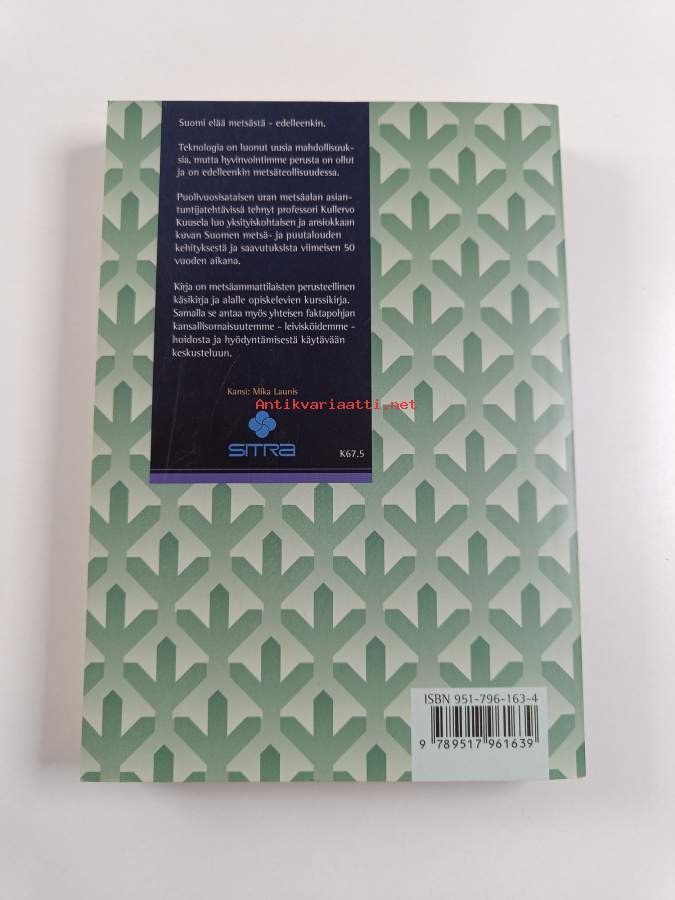 Suomi elää metsästä - edelleenkin.
Teknologia on luonut uusia mahdollisuuk-
sia, mutta hyvinvointimme perusta on ollut
ja on edelleenkin metsäteollisuudessa.
Puolivuosisataisen uran metsäalan asian-
tuntijatehtävissä tehnyt professori Kullervo
Kuusela luo yksityiskohtaisen ja ansiokkaan
kuvan Suomen metsä- ja puutalouden
kehityksestä ja saavutuksista viimeisen 50
vuoden aikana.
Kirja on metsäammattilaisten perusteellinen
käsikirja ja alalle opiskelevien kurssikirja.
Samalla se antaa myös yhteisen faktapohjan
kansallisomaisuutemme - leivisköidemme -
hoidosta ja hyödyntämisestä käytävään
keskusteluun.
Kansi: Mika Launis
Antikvariaatti.net
SITRA
K67.5
ISBN 951-796-163-4
9 789517 961639